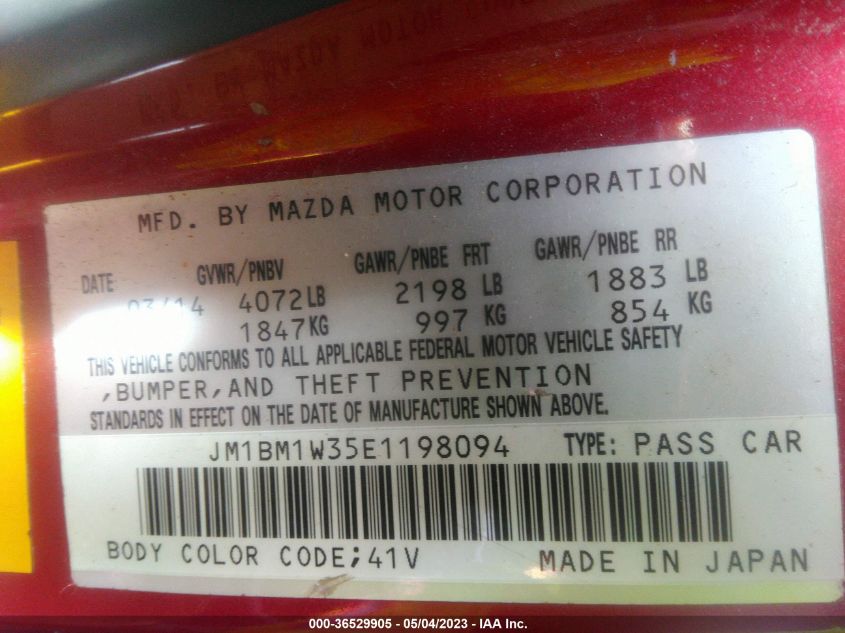 MFD. BY MAZDA MOTOR CORPORATION
DATE GVWR/PNBV GAWR/PNBE FRT GAWR/PNBE RR
03/14 4072LB 2198 LB 1883 LB
1847KG 997 KG 854 KG
THIS VEHICLE CONFORMS TO ALL APPLICABLE FEDERAL MOTOR VEHICLE SAFETY
,BUMPER,AND THEFT PREVENTION
STANDARDS IN EFFECT ON THE DATE OF MANUFACTURE SHOWN ABOVE.
JM1BM1W35E1198094 TYPE: PASS CAR
BODY COLOR CODE;41V MADE IN JAPAN
000-36529905 - 05/04/2023 - IAA Inc.